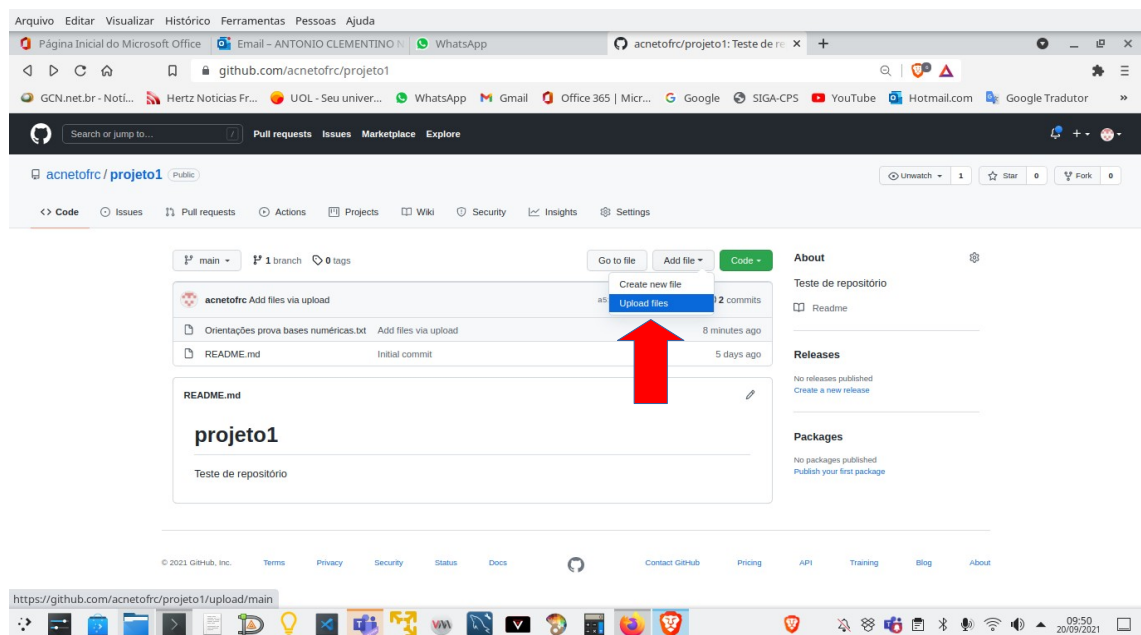 Arquivo Editar Visualizar Histórico Ferramentas Pessoas Ajuda
Página Inicial do Microsoft Office Email – ANTONIO CLEMENTINO N WhatsApp acnetofrc/projeto1: Teste de re
github.com/acnetofrc/projeto1
GCN.net.br - Notí... Hertz Noticias Fr... UOL - Seu univer... WhatsApp Gmail Office 365 | Micr... Google SIGA-CPS YouTube Hotmail.com Google Tradutor »
Search or jump to... / Pull requests Issues Marketplace Explore
acnetofrc / projeto1 Public Unwatch 1 Star 0 Fork 0
<> Code Issues Pull requests Actions Projects Wiki Security Insights Settings
main 1 branch 0 tags Go to file Add file Code About
Create new file
Teste de repositório
acnetofrc Add files via upload a5 Upload files 2 commits
Readme
Orientações prova bases numéricas.txt Add files via upload 8 minutes ago
README.md Initial commit 5 days ago
Releases
No releases published
Create a new release
README.md
projeto1
Packages
No packages published
Publish your first package
Teste de repositório
© 2021 GitHub, Inc. Terms Privacy Security Status Docs Contact GitHub Pricing API Training Blog About
https://github.com/acnetofrc/projeto1/upload/main
09:50
20/09/2021